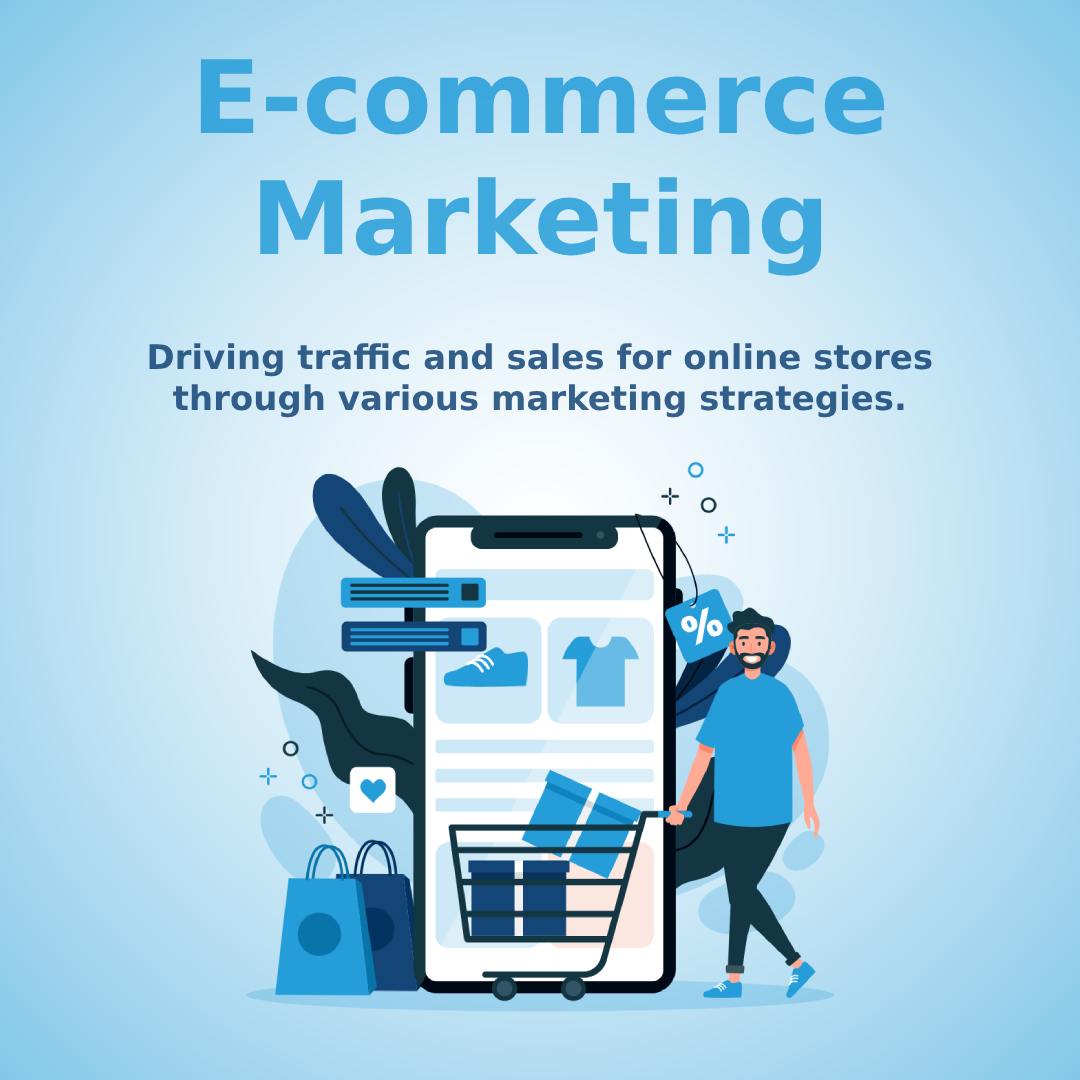 E-commerce
Marketing
Driving traffic and sales for online stores
through various marketing strategies.
%